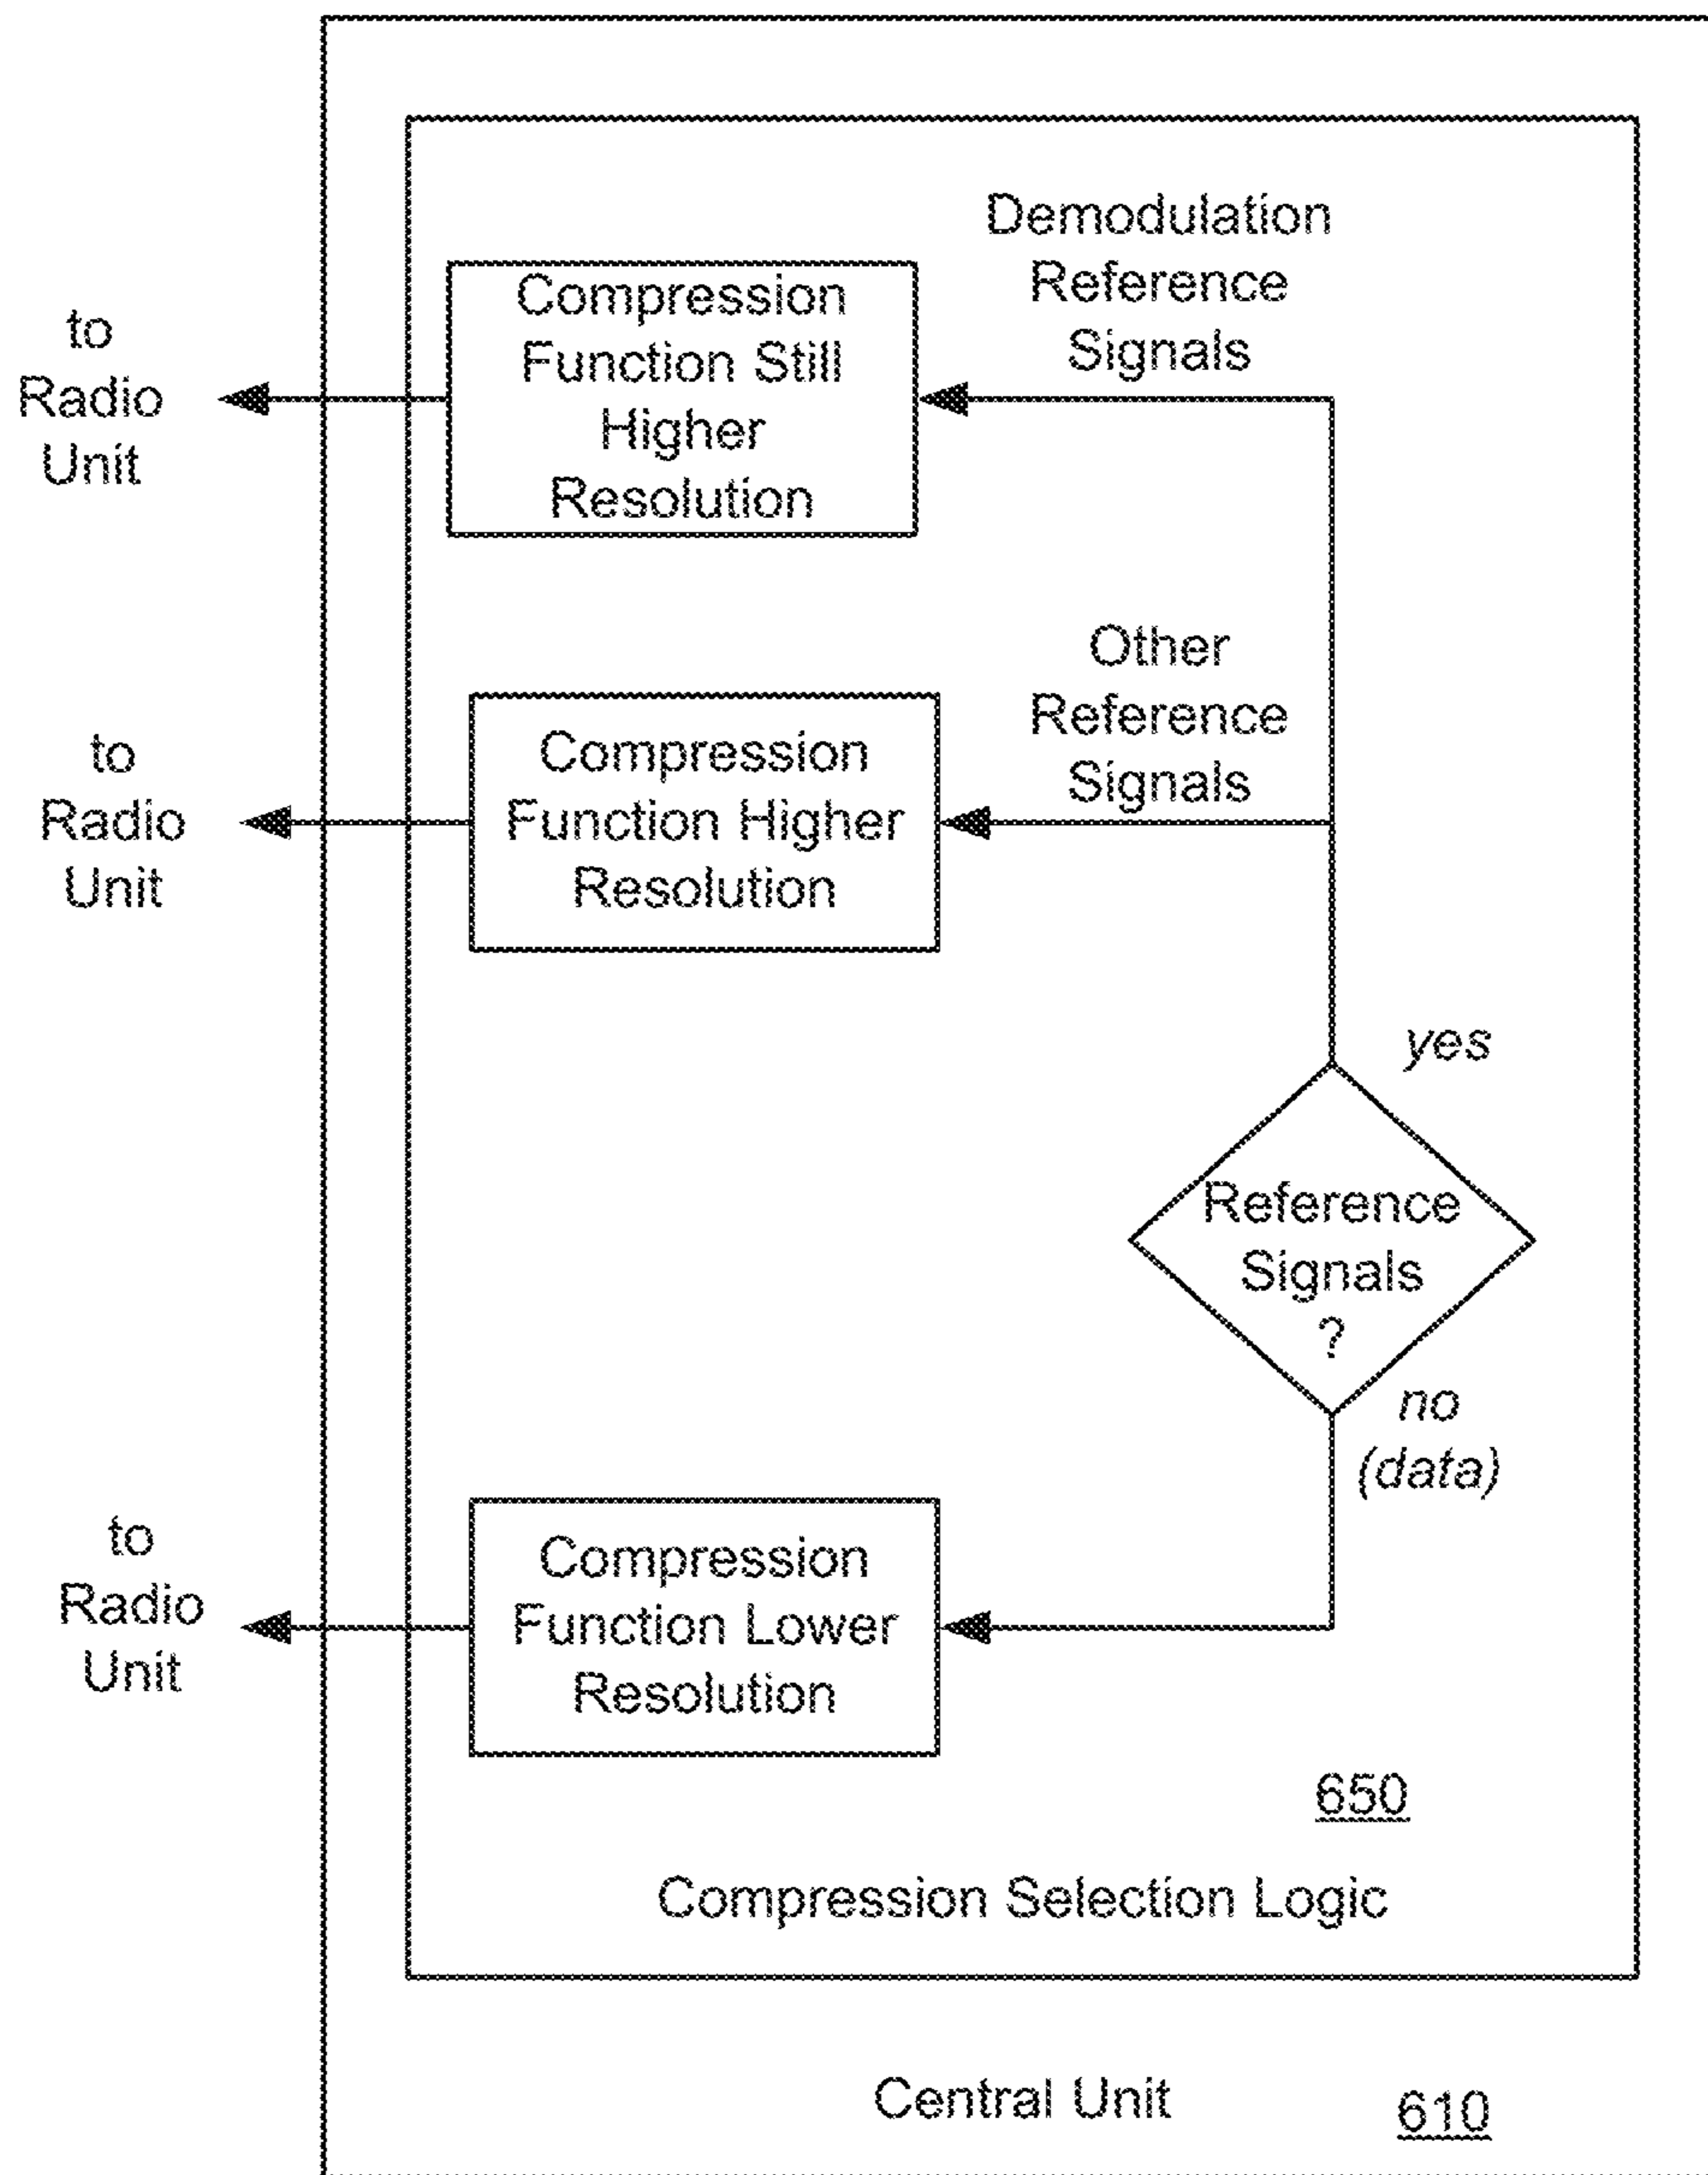 Demodulation
Reference
Signals
Compression
Function Still
Higher
Resolution
to
Radio
Unit
Other
Reference
Signals
Compression
Function Higher
Resolution
to
Radio
Unit
yes
Reference
Signals
?
no
(data)
Compression
Function Lower
Resolution
to
Radio
Unit
650
Compression Selection Logic
Central Unit
610